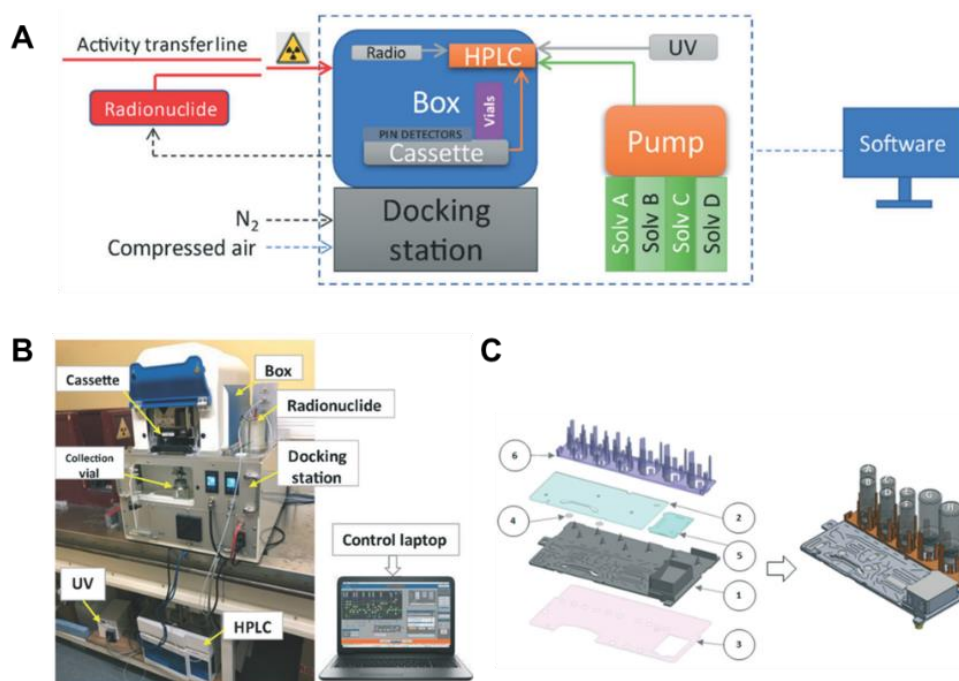 A
Activity transfer line
Radionuclide
N2
Compressed air
Radio
HPLC
Box
Vials
PIN DETECTORS
Cassette
Docking
station
UV
Pump
Solv A
Solv B
Solv C
Solv D
Software
B
Cassette
Box
Radionuclide
Collection
vial
Docking
station
UV
HPLC
Control laptop
C
6
2
4
5
1
3